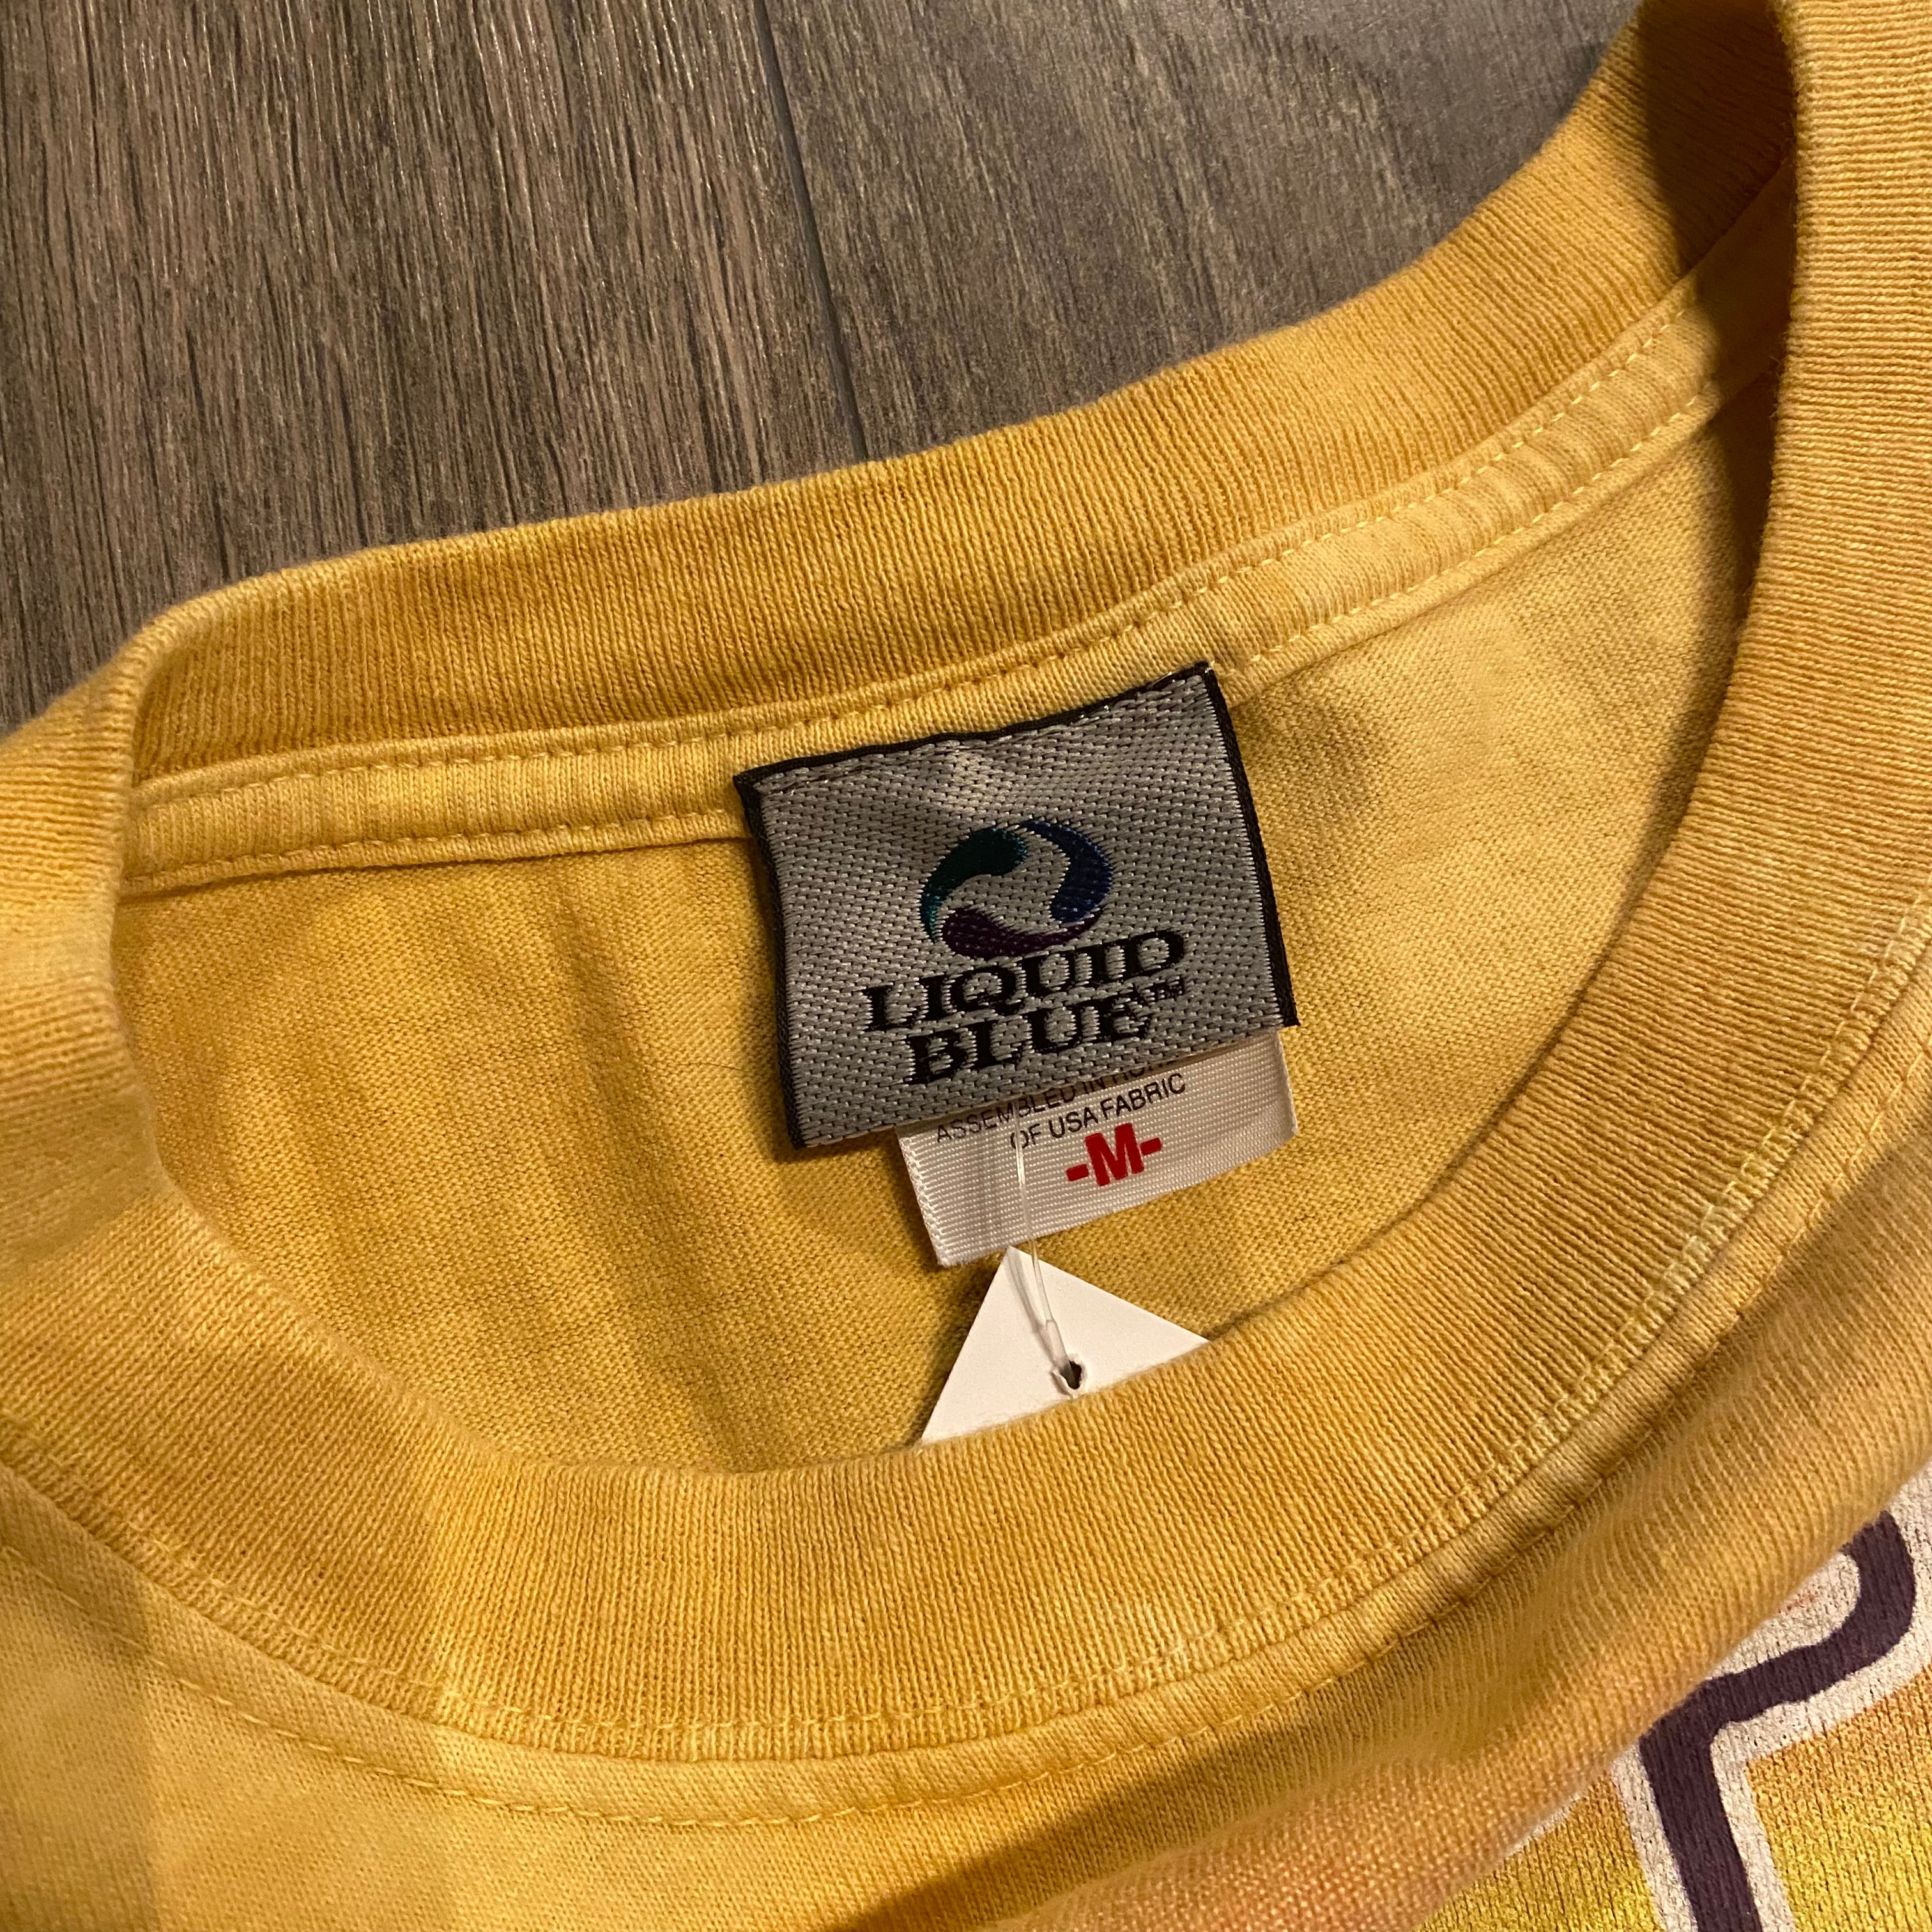 LIQUID
BLUE™
ASSEMBLED IN
OF USA FABRIC
-M-